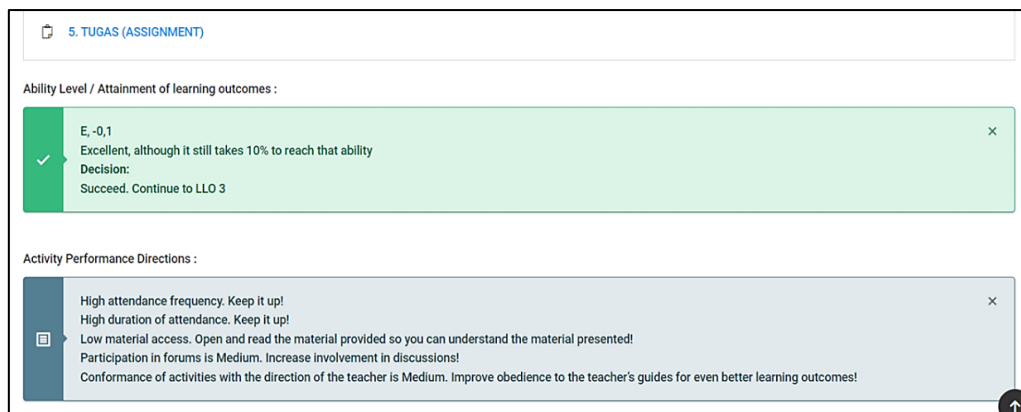 5. TUGAS (ASSIGNMENT)
Ability Level / Attainment of learning outcomes :
E, -0,1
Excellent, although it still takes 10% to reach that ability
Decision:
Succeed. Continue to LLO 3
Activity Performance Directions :
High attendance frequency. Keep it up!
High duration of attendance. Keep it up!
Low material access. Open and read the material provided so you can understand the material presented!
Participation in forums is Medium. Increase involvement in discussions!
Conformance of activities with the direction of the teacher is Medium. Improve obedience to the teacher's guides for even better learning outcomes!